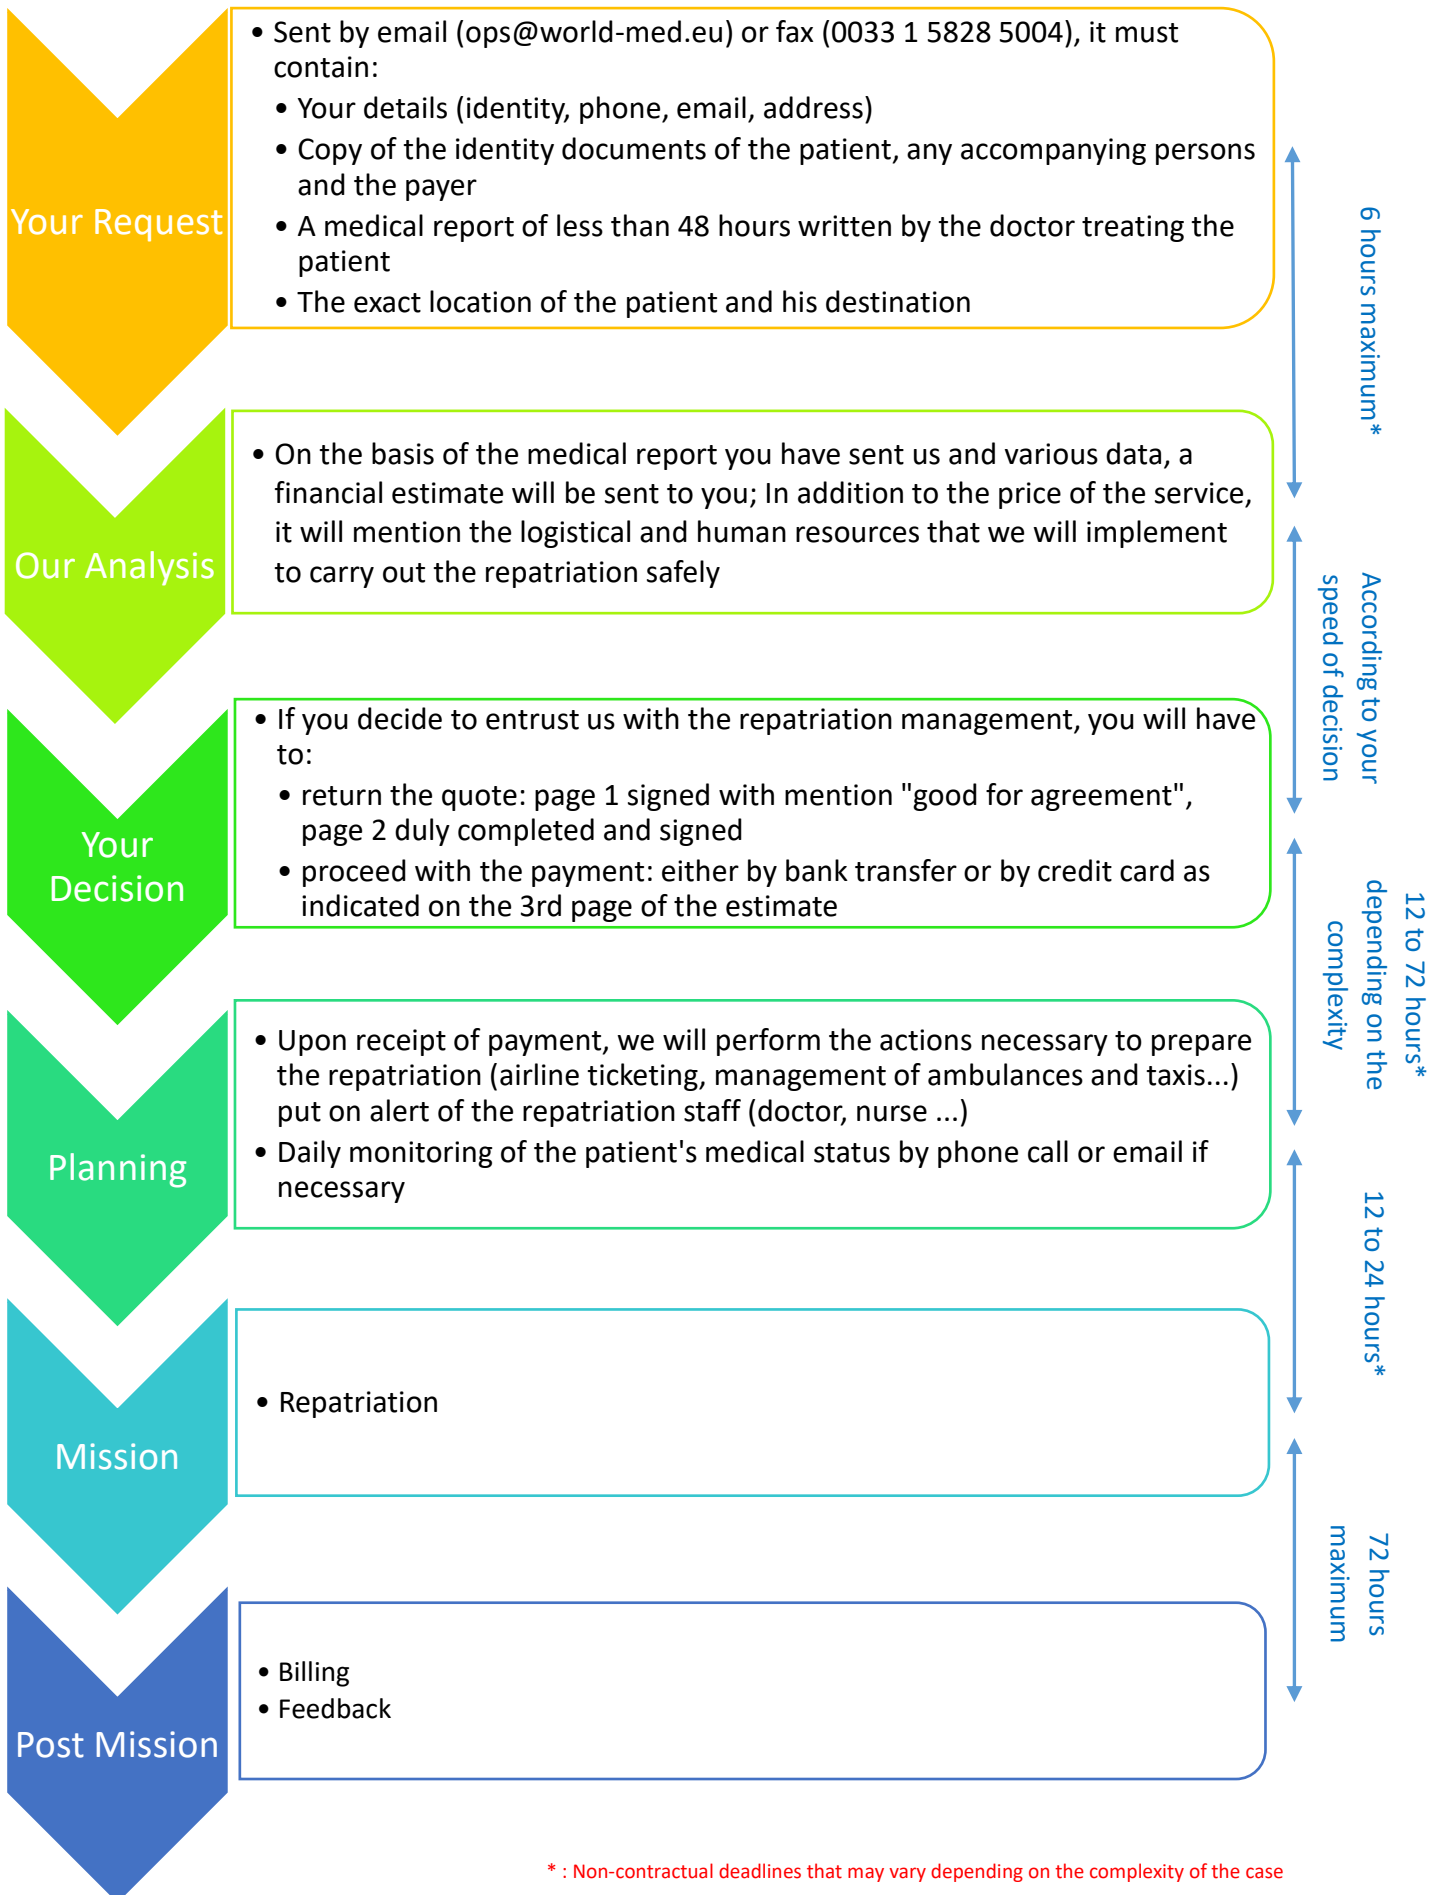 Your Request
• Sent by email (ops@world-med.eu) or fax (0033 1 5828 5004), it must
contain:
• Your details (identity, phone, email, address)
• Copy of the identity documents of the patient, any accompanying persons
and the payer
• A medical report of less than 48 hours written by the doctor treating the
patient
• The exact location of the patient and his destination
6 hours maximum*
Our Analysis
• On the basis of the medical report you have sent us and various data, a
financial estimate will be sent to you; In addition to the price of the service,
it will mention the logistical and human resources that we will implement
to carry out the repatriation safely
According to your
speed of decision
Your
Decision
• If you decide to entrust us with the repatriation management, you will have
to:
• return the quote: page 1 signed with mention "good for agreement",
page 2 duly completed and signed
• proceed with the payment: either by bank transfer or by credit card as
indicated on the 3rd page of the estimate
12 to 72 hours*
depending on the
complexity
Planning
• Upon receipt of payment, we will perform the actions necessary to prepare
the repatriation (airline ticketing, management of ambulances and taxis...)
put on alert of the repatriation staff (doctor, nurse ...)
• Daily monitoring of the patient's medical status by phone call or email if
necessary
12 to 24 hours*
Mission
• Repatriation
72 hours
maximum
Post Mission
• Billing
• Feedback
* : Non-contractual deadlines that may vary depending on the complexity of the case